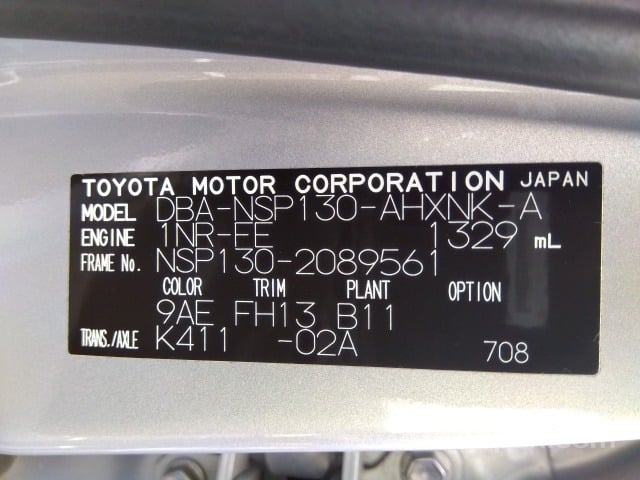 TOYOTA MOTOR CORPORATION JAPAN
MODEL DBA-NSP130-AHXNK-A
ENGINE 1NR-FE 1329 mL
FRAME No. NSP130-2089561
COLOR TRIM PLANT OPTION
9AE FH13 B11
TRANS./AXLE K411 -02A 708